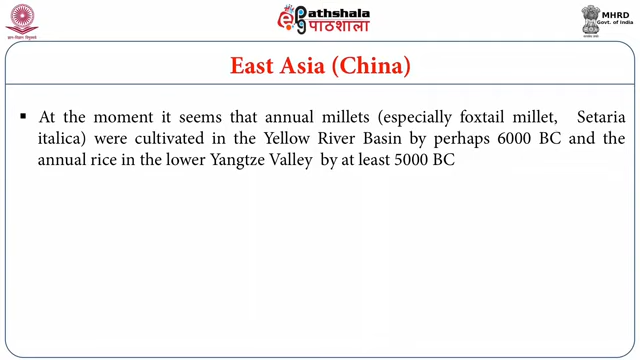 ePathshala
पाठशाला
MHRD
Govt. of India
East Asia (China)
▪ At the moment it seems that annual millets (especially foxtail millet, Setaria
italica) were cultivated in the Yellow River Basin by perhaps 6000 BC and the
annual rice in the lower Yangtze Valley by at least 5000 BC